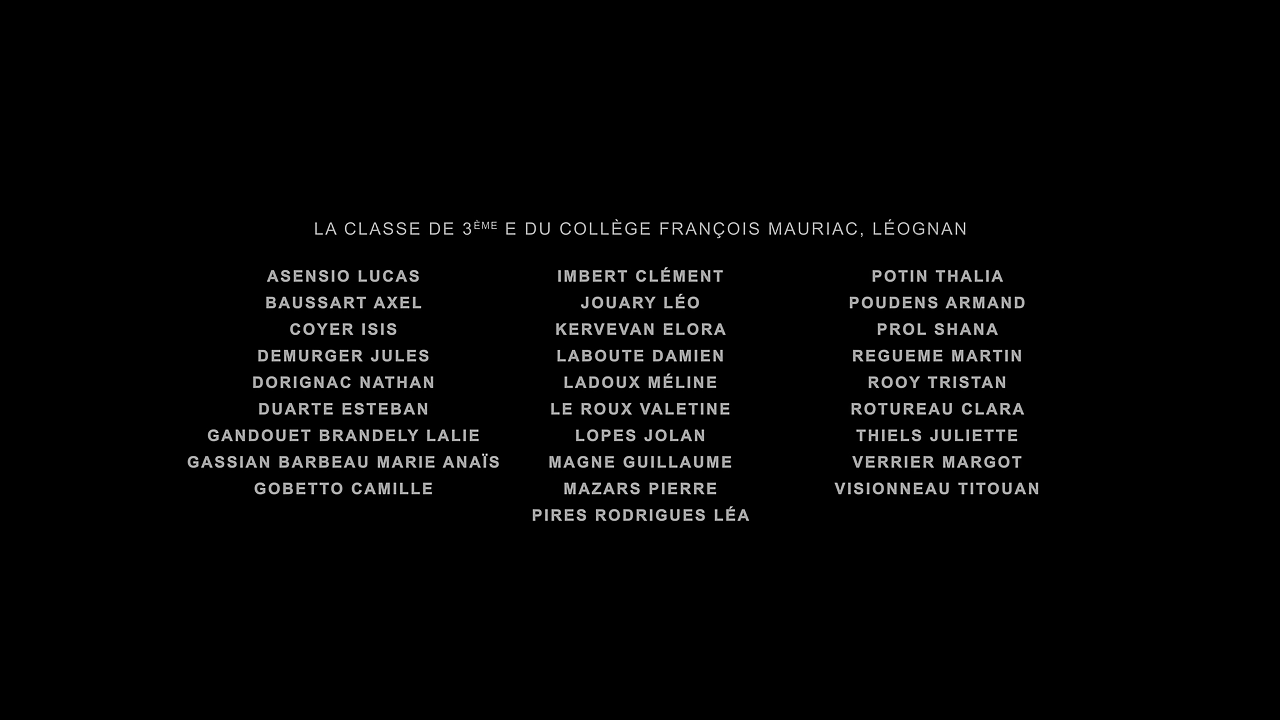 LA CLASSE DE 3ÈME E DU COLLÈGE FRANÇOIS MAURIAC, LÉOGNAN
ASENSIO LUCAS
BAUSSART AXEL
COYER ISIS
DEMURGER JULES
DORIGNAC NATHAN
DUARTE ESTEBAN
GANDOUET BRANDELY LALIE
GASSIAN BARBEAU MARIE ANAÏS
GOBETTO CAMILLE
IMBERT CLÉMENT
JOUARY LÉO
KERVEVAN ELORA
LABOUTE DAMIEN
LADOUX MÉLINE
LE ROUX VALETINE
LOPES JOLAN
MAGNE GUILLAUME
MAZARS PIERRE
PIRES RODRIGUES LÉA
POTIN THALIA
POUDENS ARMAND
PROL SHANA
REGUEME MARTIN
ROOY TRISTAN
ROTUREAU CLARA
THIELS JULIETTE
VERRIER MARGOT
VISIONNEAU TITOUAN